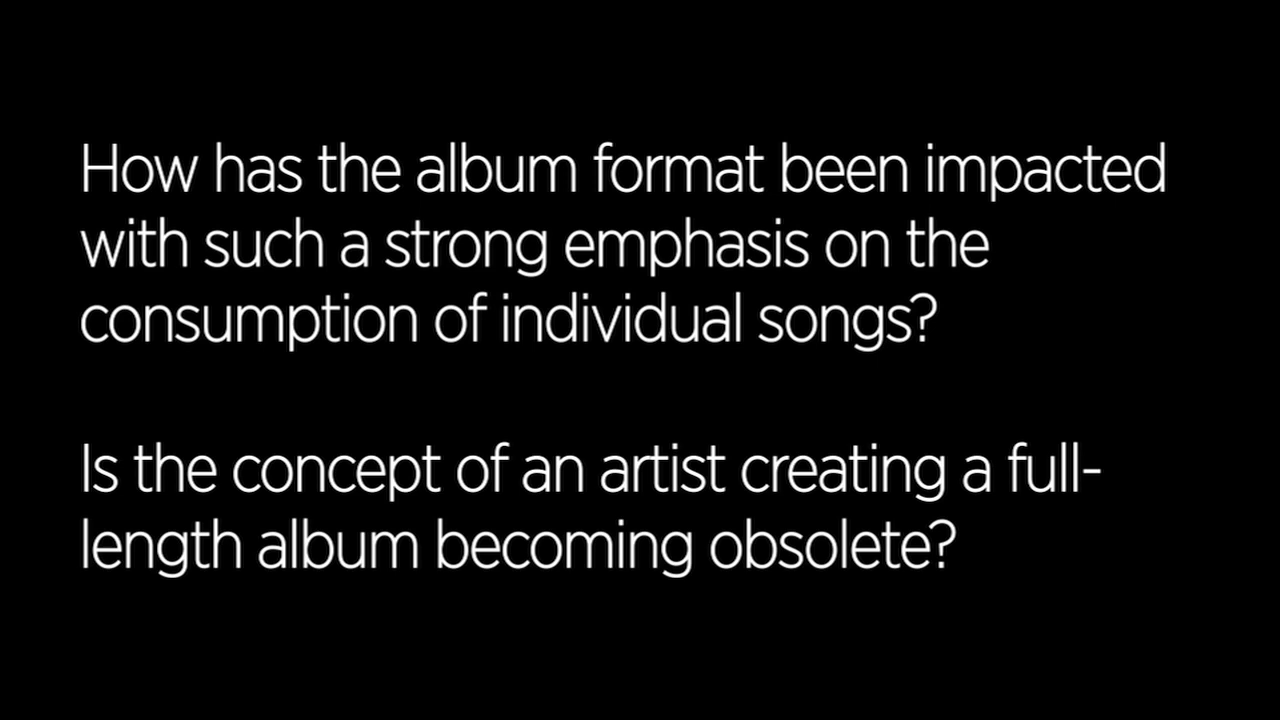 How has the album format been impacted
with such a strong emphasis on the
consumption of individual songs?
Is the concept of an artist creating a full-
length album becoming obsolete?